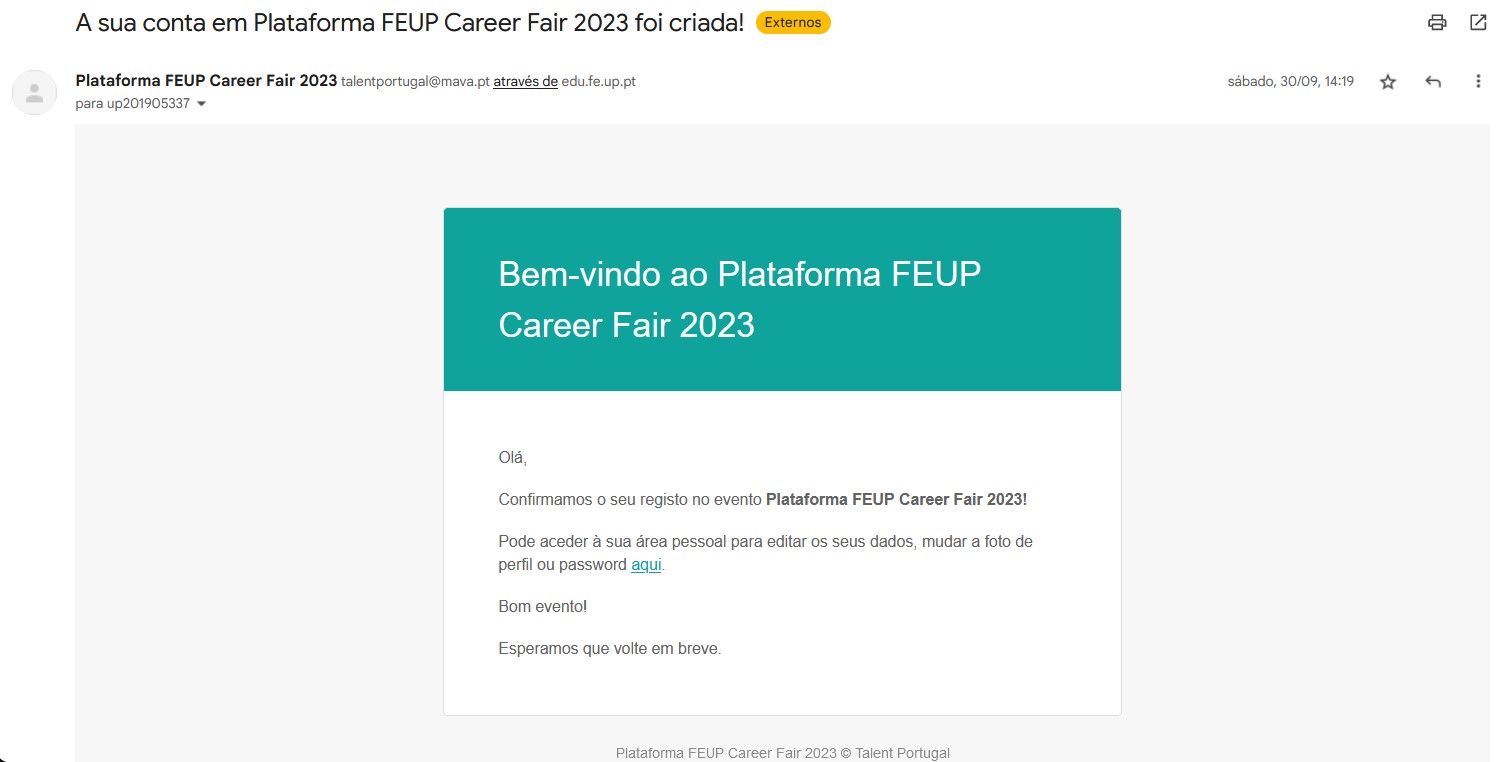 A sua conta em Plataforma FEUP Career Fair 2023 foi criada! Externos
Plataforma FEUP Career Fair 2023 talentportugal@mava.pt através de edu.fe.up.pt sábado, 30/09, 14:19
para up201905337
Bem-vindo ao Plataforma FEUP
Career Fair 2023
Olá,
Confirmamos o seu registo no evento Plataforma FEUP Career Fair 2023!
Pode aceder à sua área pessoal para editar os seus dados, mudar a foto de
perfil ou password aqui.
Bom evento!
Esperamos que volte em breve.
Plataforma FEUP Career Fair 2023 © Talent Portugal